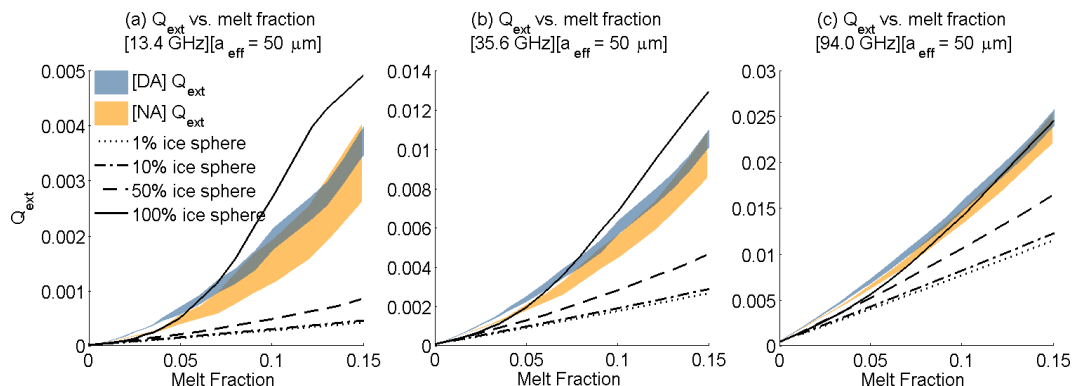 (a) Q_ext vs. melt fraction
[13.4 GHz][a_eff = 50 μm]
0.005
0.004
0.003
0.002
0.001
0
Q_ext
[DA] Q_ext
[NA] Q_ext
1% ice sphere
10% ice sphere
50% ice sphere
100% ice sphere
0 0.05 0.1 0.15
Melt Fraction
(b) Q_ext vs. melt fraction
[35.6 GHz][a_eff = 50 μm]
0.014
0.012
0.01
0.008
0.006
0.004
0.002
0.000
0 0.05 0.1 0.15
Melt Fraction
(c) Q_ext vs. melt fraction
[94.0 GHz][a_eff = 50 μm]
0.03
0.025
0.02
0.015
0.01
0.005
0
0 0.05 0.1 0.15
Melt Fraction